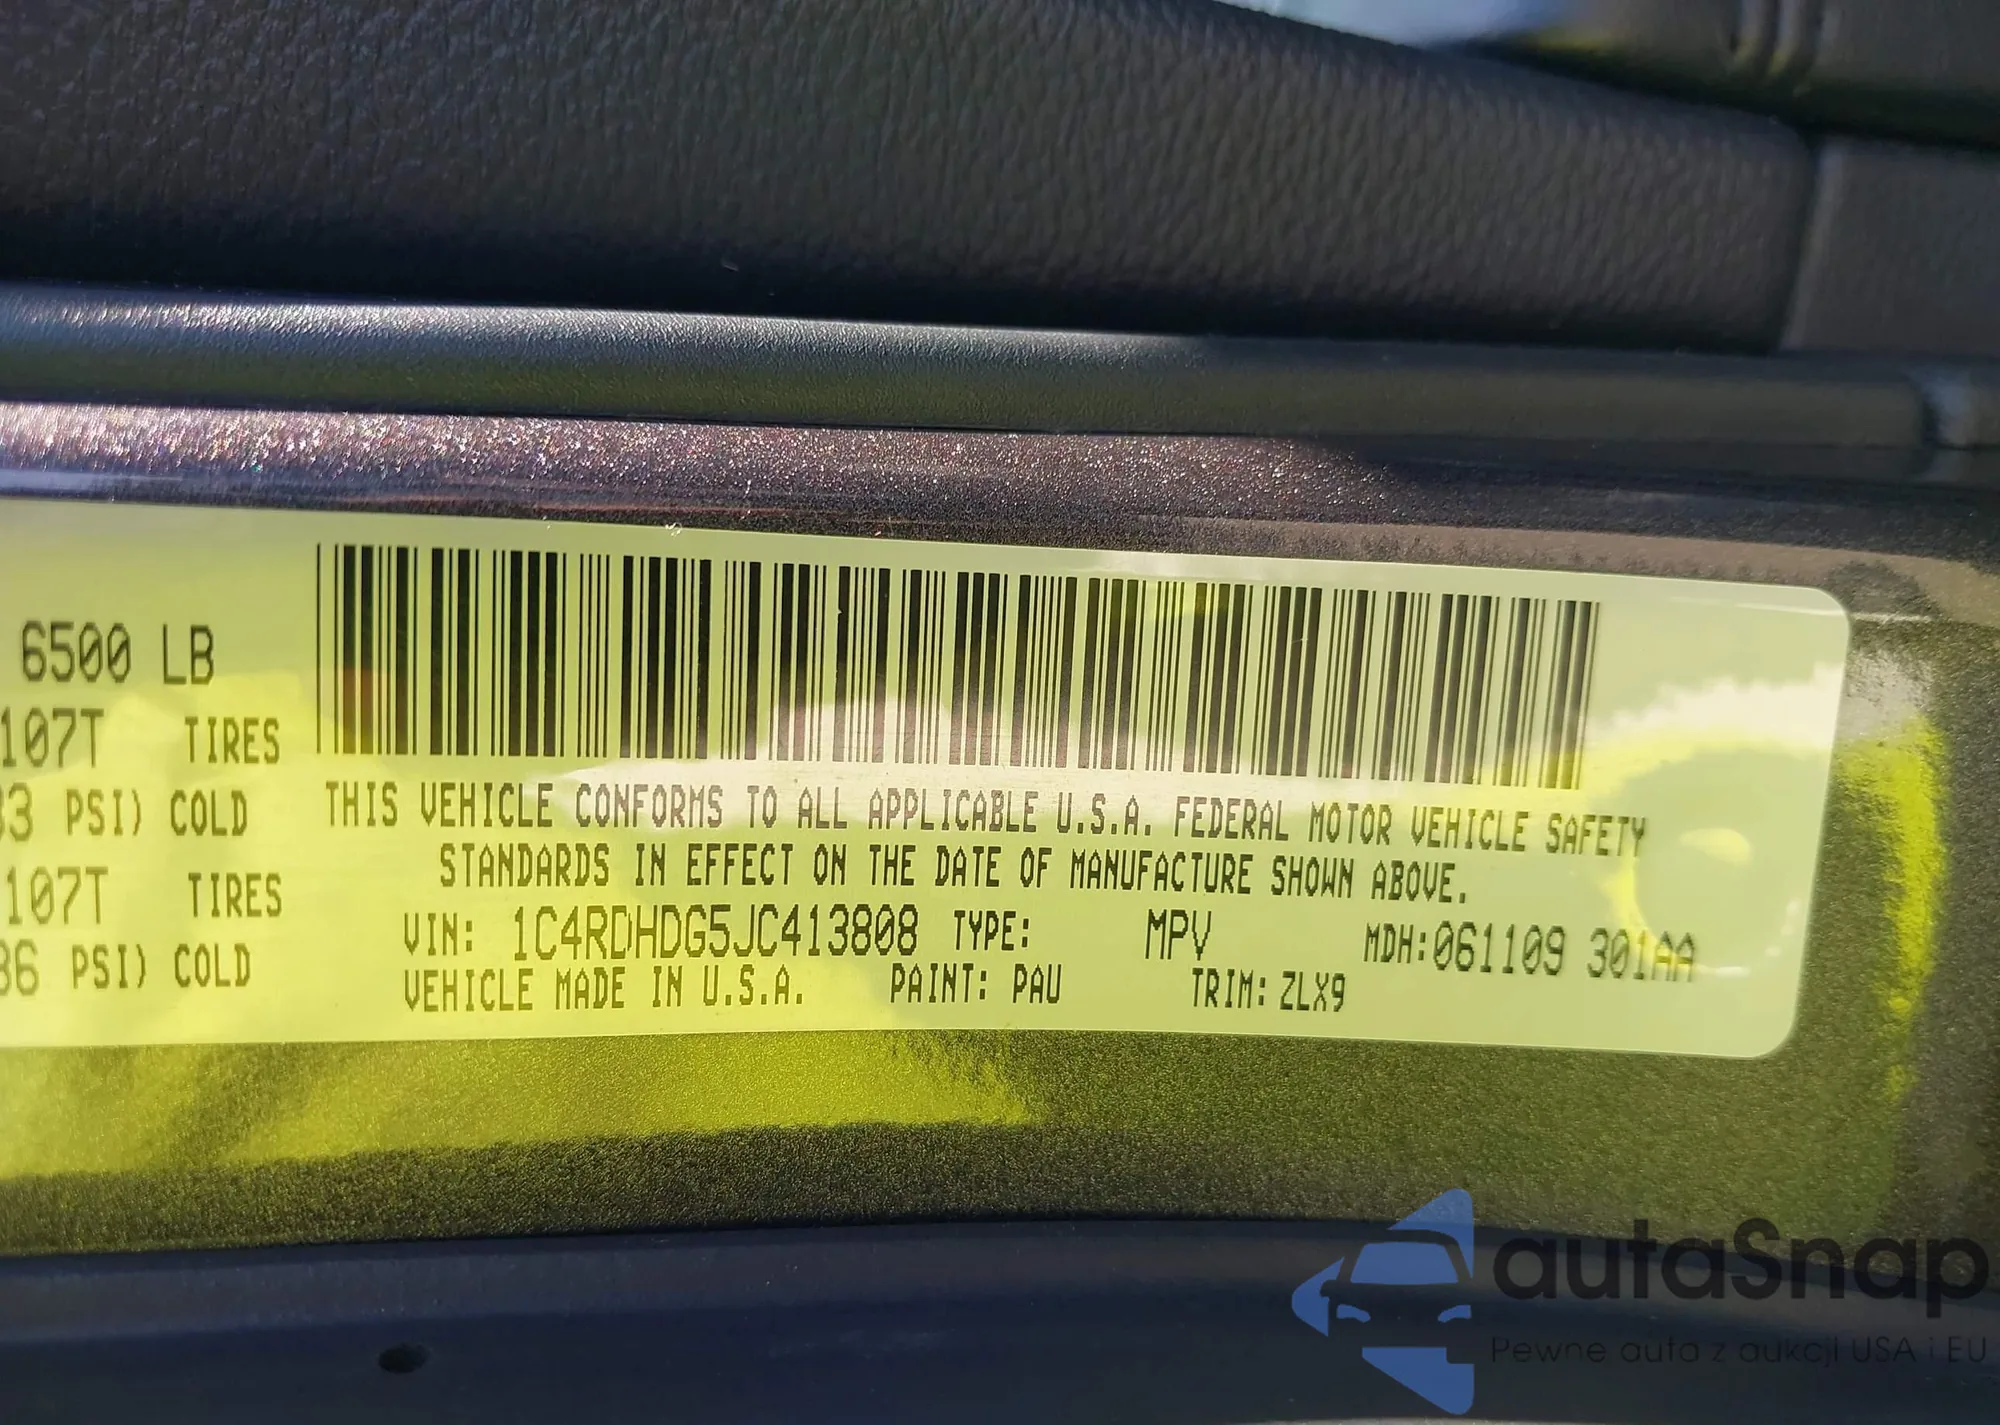 6500 LB
107T TIRES
33 PSI) COLD
107T TIRES
36 PSI) COLD
THIS VEHICLE CONFORMS TO ALL APPLICABLE U.S.A. FEDERAL MOTOR VEHICLE SAFETY
STANDARDS IN EFFECT ON THE DATE OF MANUFACTURE SHOWN ABOVE.
VIN: 1C4RDHDG5JC413808 TYPE: MPV MDH:061109 301AA
VEHICLE MADE IN U.S.A. PAINT: PAU TRIM: ZLX9
autaSnap
Pewne auta z aukcji USA i EU